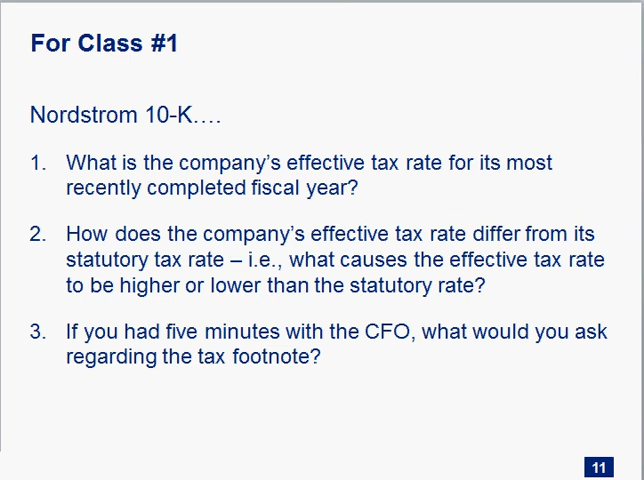 For Class #1
Nordstrom 10-K….
1. What is the company’s effective tax rate for its most
recently completed fiscal year?
2. How does the company’s effective tax rate differ from its
statutory tax rate – i.e., what causes the effective tax rate
to be higher or lower than the statutory rate?
3. If you had five minutes with the CFO, what would you ask
regarding the tax footnote?
11